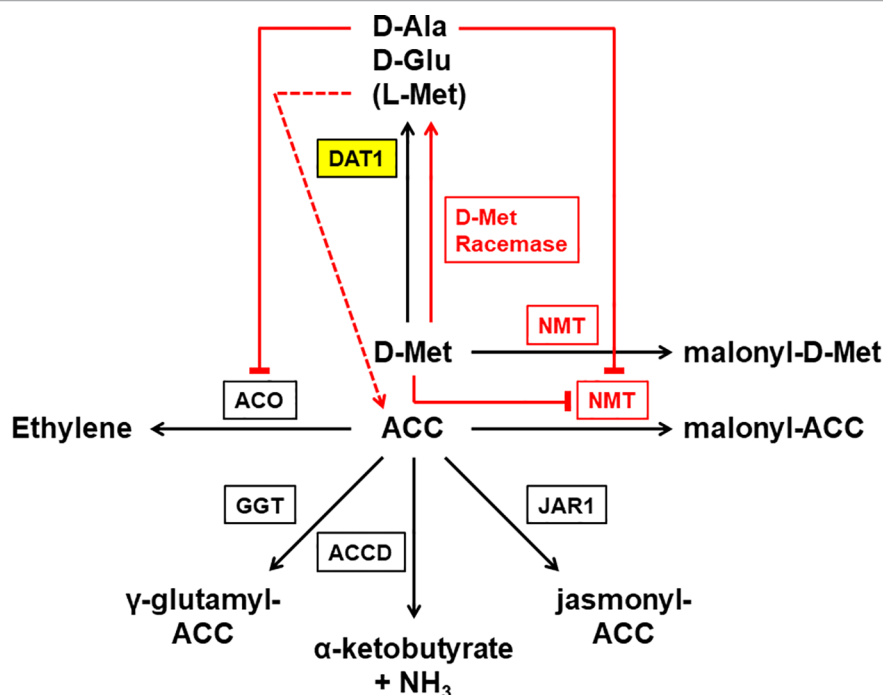 D-Ala
D-Glu
(L-Met)
DAT1
D-Met
Racemase
NMT
D-Met
malonyl-D-Met
ACO
NMT
Ethylene
ACC
malonyl-ACC
GGT
JAR1
ACCD
γ-glutamyl-
ACC
jasmonyl-
ACC
α-ketobutyrate
+ NH₃